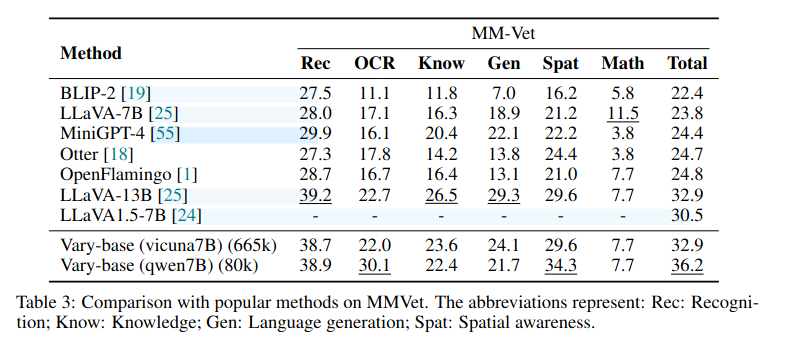 MM-Vet
Method
Rec OCR Know Gen Spat Math Total
BLIP-2 [19] 27.5 11.1 11.8 7.0 16.2 5.8 22.4
LLaVA-7B [25] 28.0 17.1 16.3 18.9 21.2 11.5 23.8
MiniGPT-4 [55] 29.9 16.1 20.4 22.1 22.2 3.8 24.4
Otter [18] 27.3 17.8 14.2 13.8 24.4 3.8 24.7
OpenFlamingo [1] 28.7 16.7 16.4 13.1 21.0 7.7 24.8
LLaVA-13B [25] 39.2 22.7 26.5 29.3 29.6 7.7 32.9
LLaVA1.5-7B [24] - - - - - - 30.5
Vary-base (vicuna7B) (665k) 38.7 22.0 23.6 24.1 29.6 7.7 32.9
Vary-base (qwen7B) (80k) 38.9 30.1 22.4 21.7 34.3 7.7 36.2
Table 3: Comparison with popular methods on MMVet. The abbreviations represent: Rec: Recogni-
tion; Know: Knowledge; Gen: Language generation; Spat: Spatial awareness.